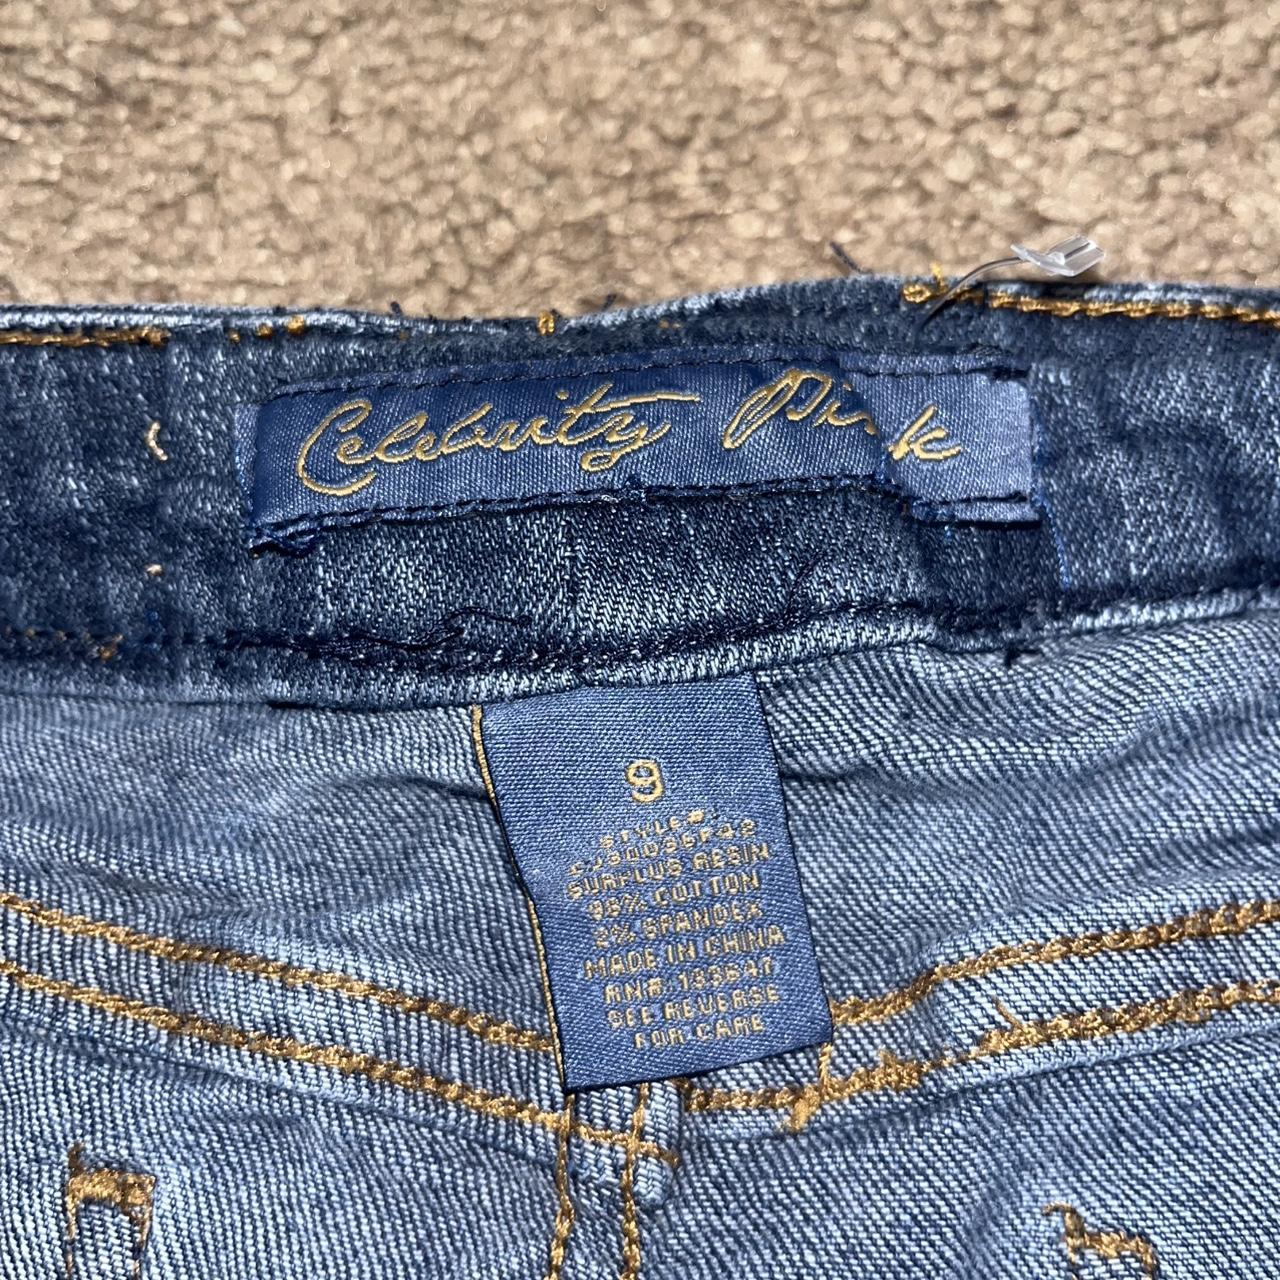 Celebrity Pink
9
STYLE#:
CJ30036F42
SURPLUS RESIN
98% COTTON
2% SPANDEX
MADE IN CHINA
RN#: 133647
SEE REVERSE
FOR CARE